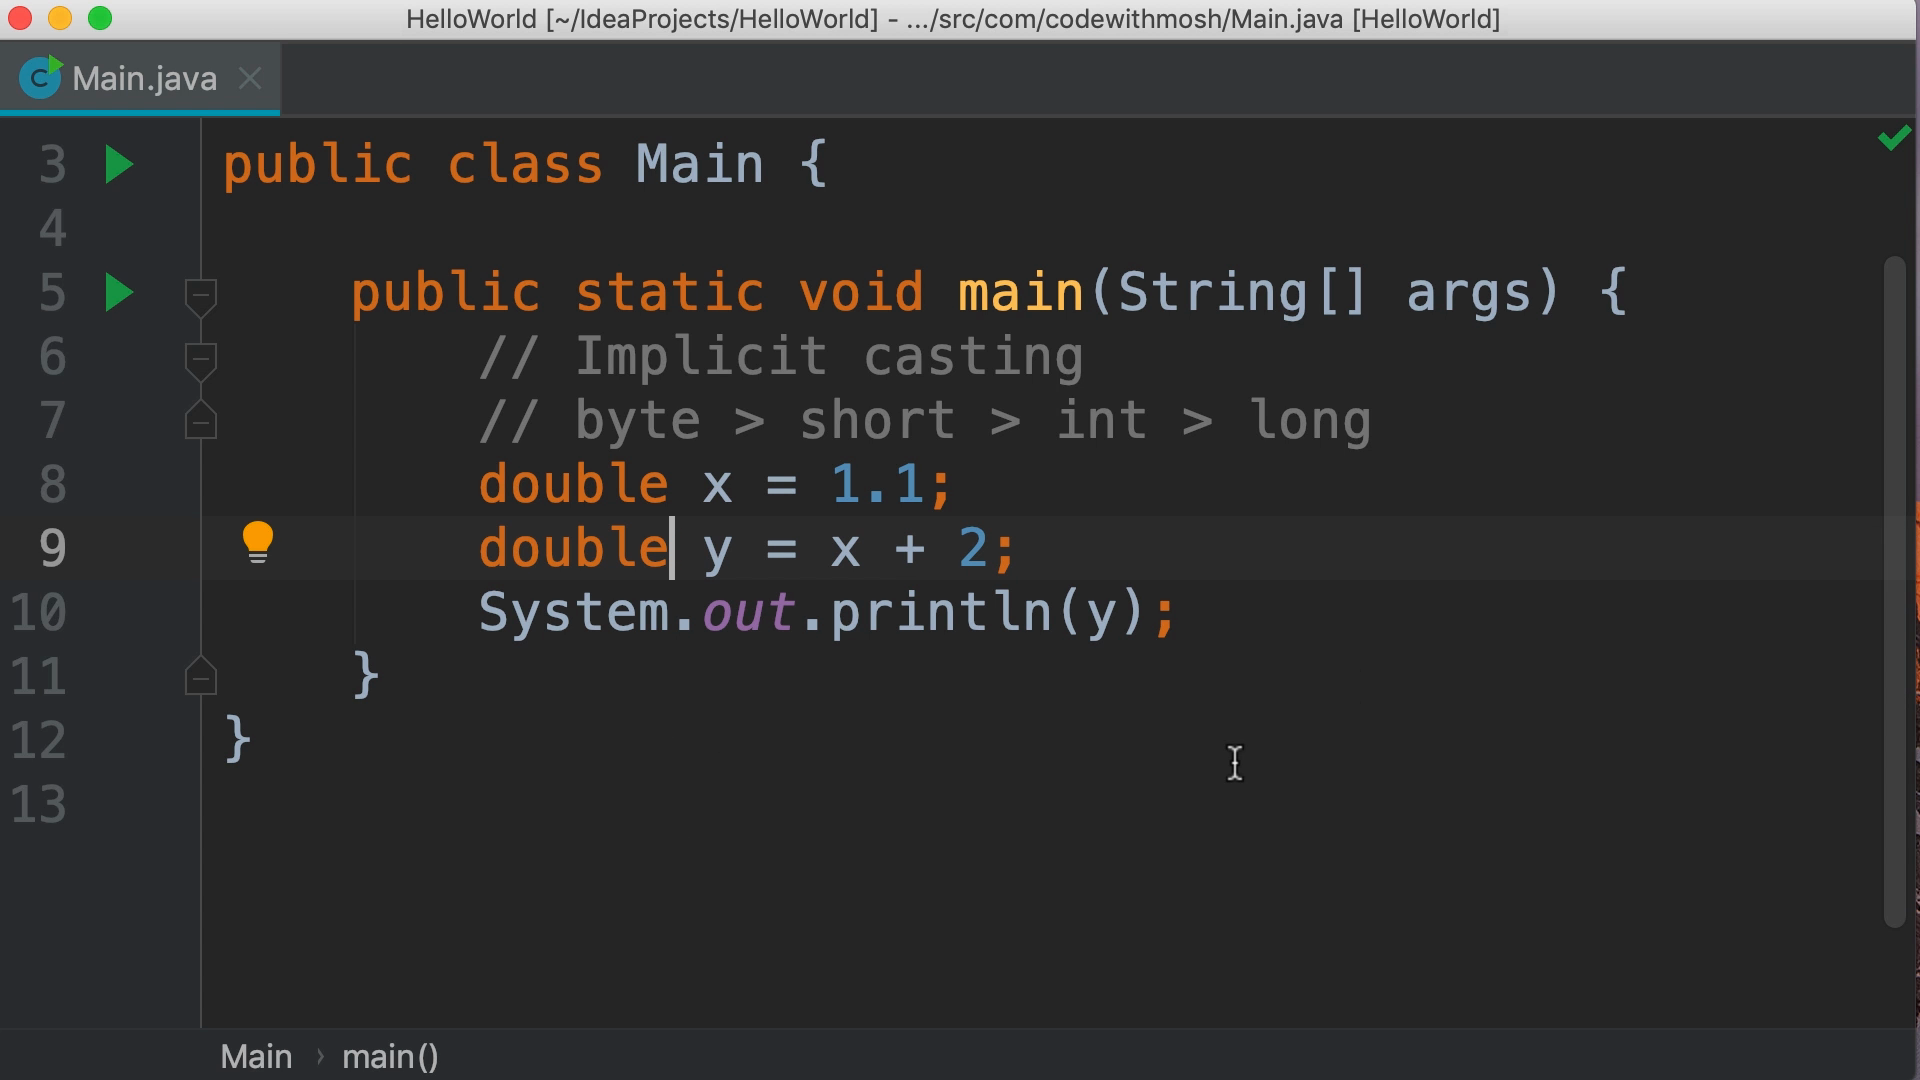 HelloWorld [~/IdeaProjects/HelloWorld] - .../src/com/codewithmosh/Main.java [HelloWorld]
C Main.java
3 public class Main {
4
5 public static void main(String[] args) {
6 // Implicit casting
7 // byte > short > int > long
8 double x = 1.1;
9 double y = x + 2;
10 System.out.println(y);
11 }
12 }
13
Main › main()